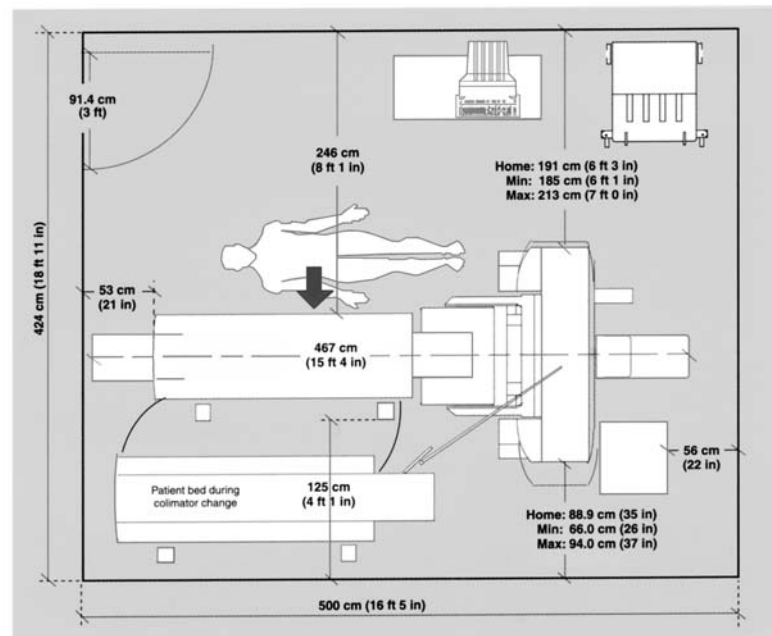 91.4 cm
(3 ft)
246 cm
(8 ft 1 in)
Home: 191 cm (6 ft 3 in)
Min: 185 cm (6 ft 1 in)
Max: 213 cm (7 ft 0 in)
424 cm (18 ft 11 in)
53 cm
(21 in)
467 cm
(15 ft 4 in)
56 cm
(22 in)
Patient bed during
colimator change
125 cm
(4 ft 1 in)
Home: 88.9 cm (35 in)
Min: 66.0 cm (26 in)
Max: 94.0 cm (37 in)
500 cm (16 ft 5 in)